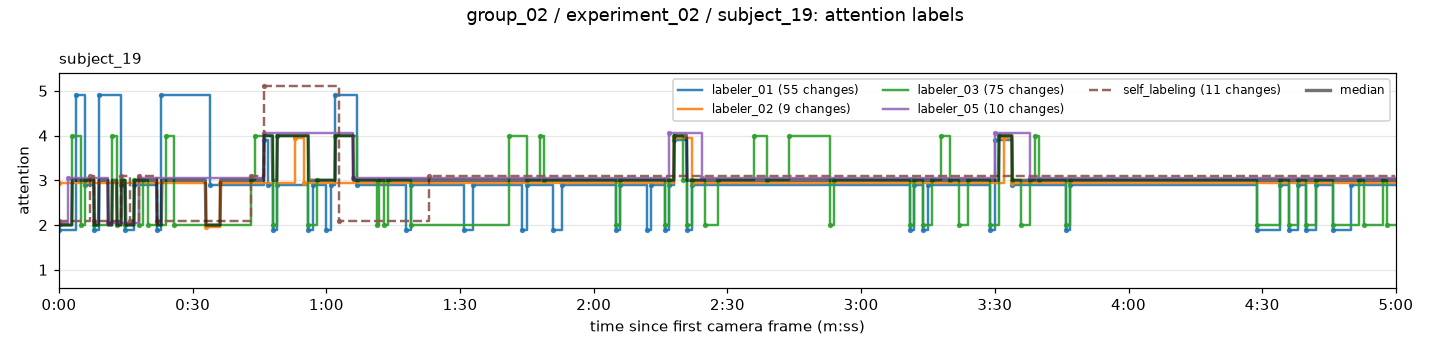 group_02 / experiment_02 / subject_19: attention labels
subject_19
labeler_01 (55 changes)
labeler_02 (9 changes)
labeler_03 (75 changes)
labeler_05 (10 changes)
self_labeling (11 changes)
median
attention
5
4
3
2
1
0:00 0:30 1:00 1:30 2:00 2:30 3:00 3:30 4:00 4:30 5:00
time since first camera frame (m:ss)